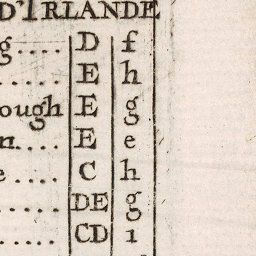 D'IRLANDE
g.... D f
..... E h
ough E g
n.... E e
e.... C h
..... DE g
..... CD i